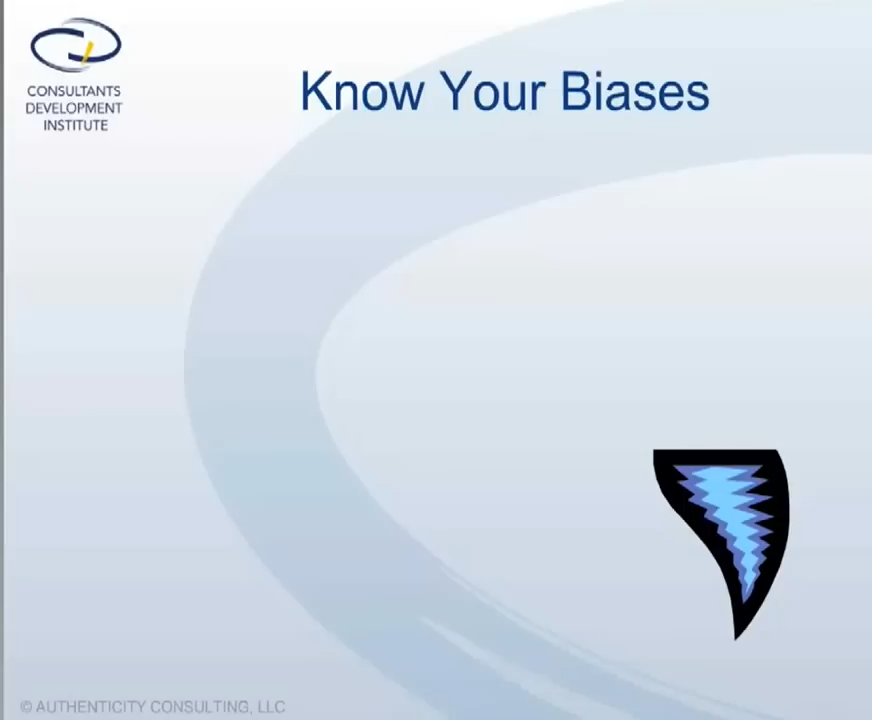 Know Your Biases
CONSULTANTS
DEVELOPMENT
INSTITUTE
© AUTHENTICITY CONSULTING, LLC